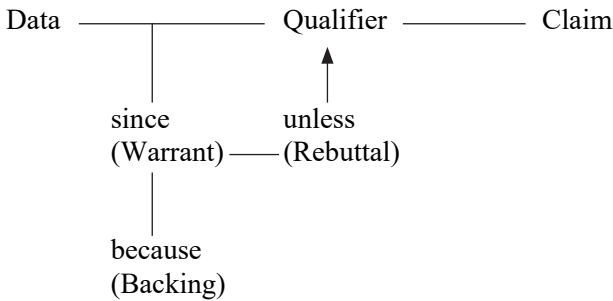 Data Qualifier Claim
since unless
(Warrant) (Rebuttal)
because
(Backing)